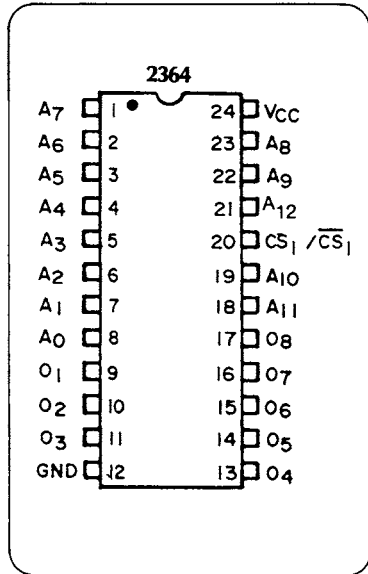 2364
A7 1 24 VCC
A6 2 23 A8
A5 3 22 A9
A4 4 21 A12
A3 5 20 CS1 / C̅S̅1
A2 6 19 A10
A1 7 18 A11
A0 8 17 O8
O1 9 16 O7
O2 10 15 O6
O3 11 14 O5
GND 12 13 O4